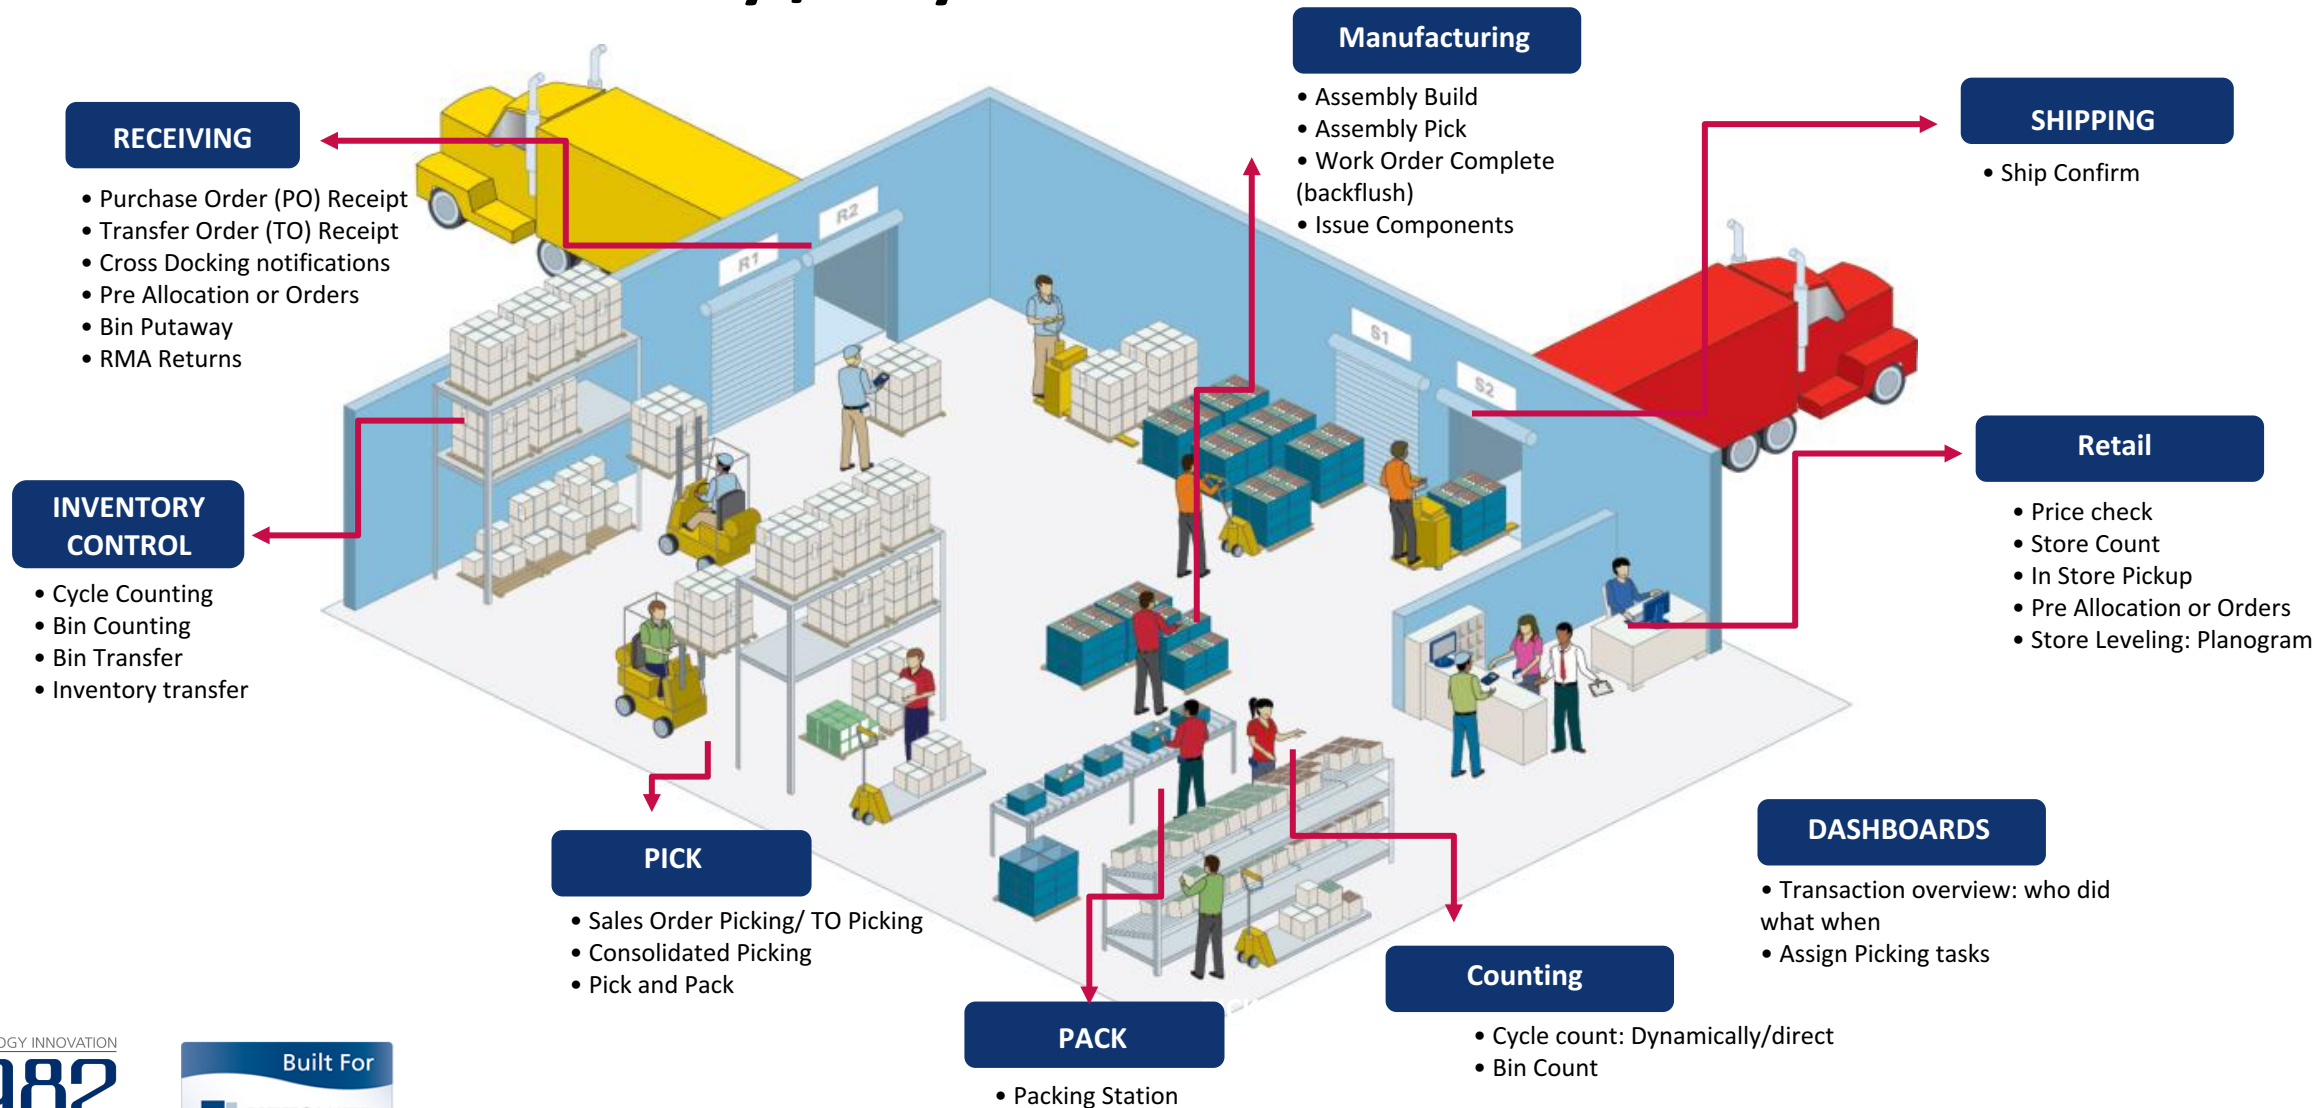 Manufacturing
• Assembly Build
• Assembly Pick
• Work Order Complete
(backflush)
• Issue Components
SHIPPING
• Ship Confirm
RECEIVING
• Purchase Order (PO) Receipt
• Transfer Order (TO) Receipt
• Cross Docking notifications
• Pre Allocation or Orders
• Bin Putaway
• RMA Returns
R1
R2
S1
S2
Retail
• Price check
• Store Count
• In Store Pickup
• Pre Allocation or Orders
• Store Leveling: Planogram
INVENTORY
CONTROL
• Cycle Counting
• Bin Counting
• Bin Transfer
• Inventory transfer
DASHBOARDS
• Transaction overview: who did
what when
• Assign Picking tasks
PICK
• Sales Order Picking/ TO Picking
• Consolidated Picking
• Pick and Pack
Counting
• Cycle count: Dynamically/direct
• Bin Count
PACK
• Packing Station
INNOVATION
982
Built For